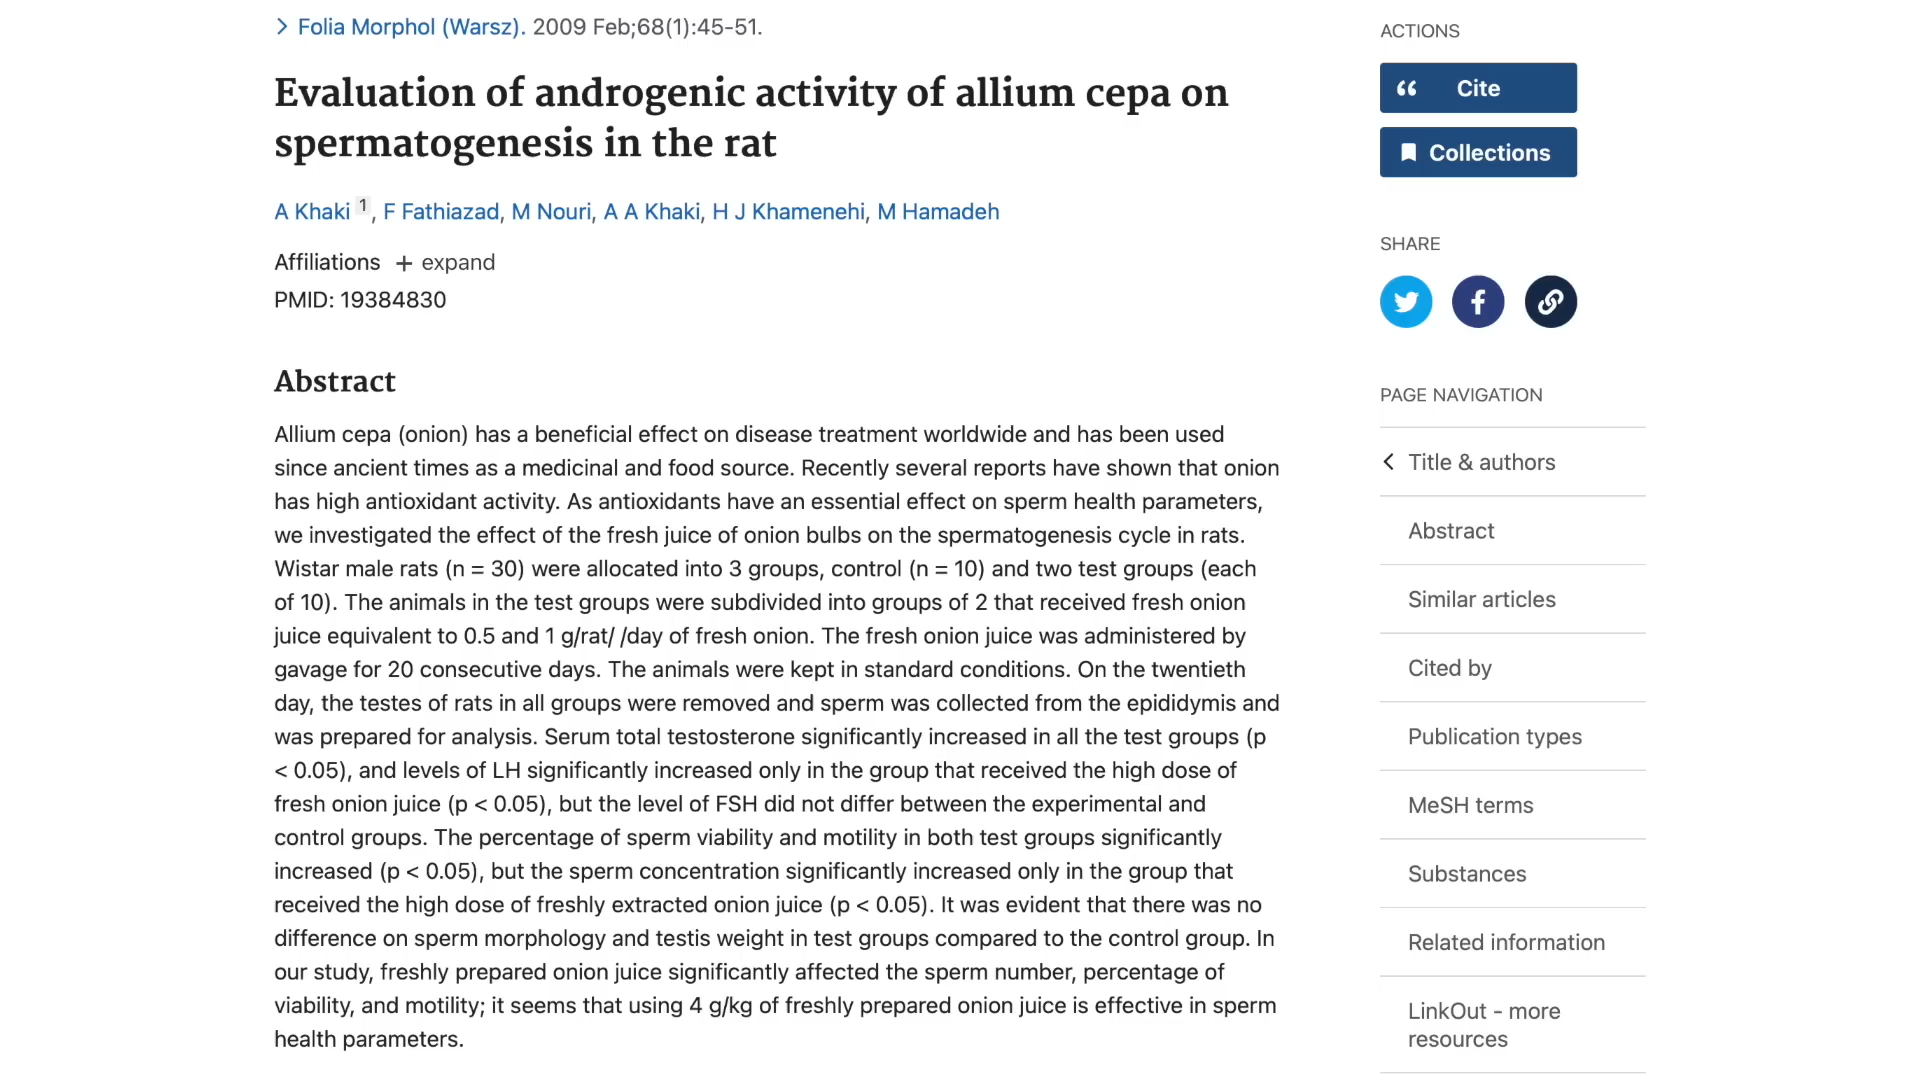 Folia Morphol (Warsz). 2009 Feb;68(1):45-51.
Evaluation of androgenic activity of allium cepa on
spermatogenesis in the rat
A Khaki 1, F Fathiazad, M Nouri, A A Khaki, H J Khamenehi, M Hamadeh
Affiliations + expand
PMID: 19384830
Abstract
Allium cepa (onion) has a beneficial effect on disease treatment worldwide and has been used
since ancient times as a medicinal and food source. Recently several reports have shown that onion
has high antioxidant activity. As antioxidants have an essential effect on sperm health parameters,
we investigated the effect of the fresh juice of onion bulbs on the spermatogenesis cycle in rats.
Wistar male rats (n = 30) were allocated into 3 groups, control (n = 10) and two test groups (each
of 10). The animals in the test groups were subdivided into groups of 2 that received fresh onion
juice equivalent to 0.5 and 1 g/rat/ /day of fresh onion. The fresh onion juice was administered by
gavage for 20 consecutive days. The animals were kept in standard conditions. On the twentieth
day, the testes of rats in all groups were removed and sperm was collected from the epididymis and
was prepared for analysis. Serum total testosterone significantly increased in all the test groups (p
< 0.05), and levels of LH significantly increased only in the group that received the high dose of
fresh onion juice (p < 0.05), but the level of FSH did not differ between the experimental and
control groups. The percentage of sperm viability and motility in both test groups significantly
increased (p < 0.05), but the sperm concentration significantly increased only in the group that
received the high dose of freshly extracted onion juice (p < 0.05). It was evident that there was no
difference on sperm morphology and testis weight in test groups compared to the control group. In
our study, freshly prepared onion juice significantly affected the sperm number, percentage of
viability, and motility; it seems that using 4 g/kg of freshly prepared onion juice is effective in sperm
health parameters.
ACTIONS
Cite
Collections
SHARE
PAGE NAVIGATION
Title & authors
Abstract
Similar articles
Cited by
Publication types
MeSH terms
Substances
Related information
LinkOut - more
resources